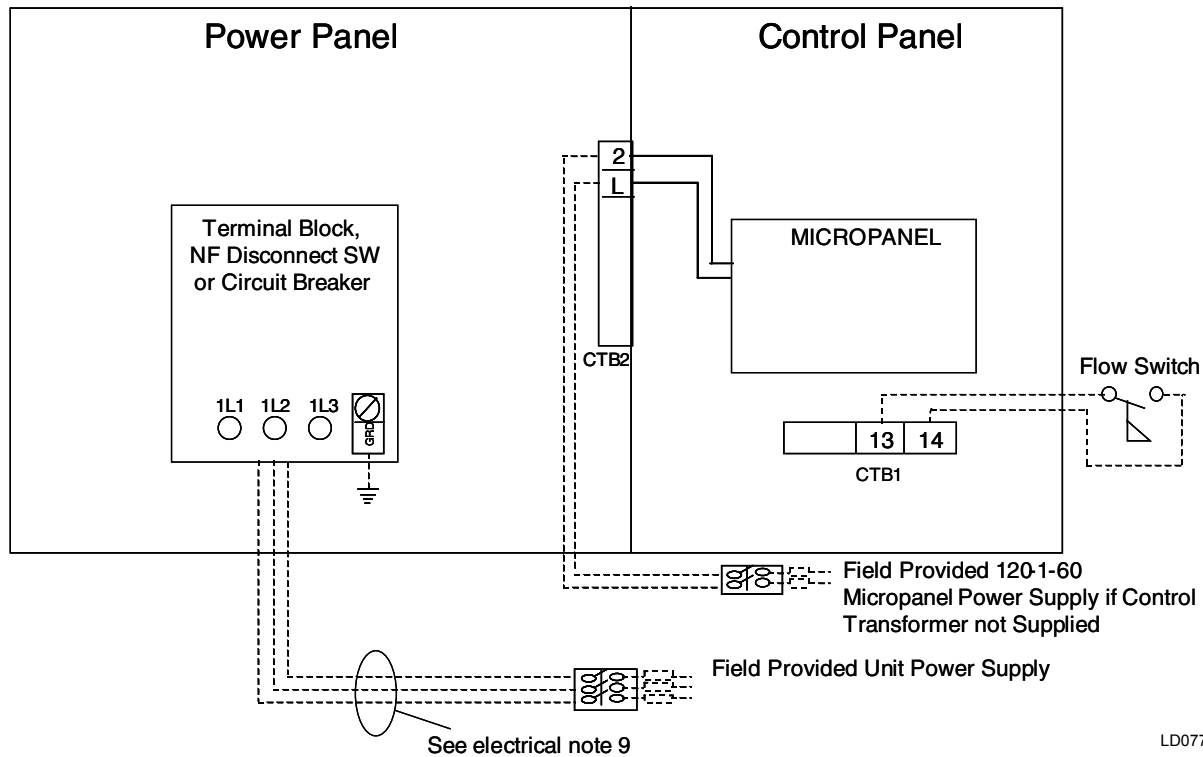 Power Panel
Control Panel
2
L
Terminal Block,
NF Disconnect SW
or Circuit Breaker
MICROPANEL
CTB2
Flow Switch
1L1 1L2 1L3
GRD
13 14
CTB1
Field Provided 120-1-60
Micropanel Power Supply if Control
Transformer not Supplied
Field Provided Unit Power Supply
See electrical note 9
LD077